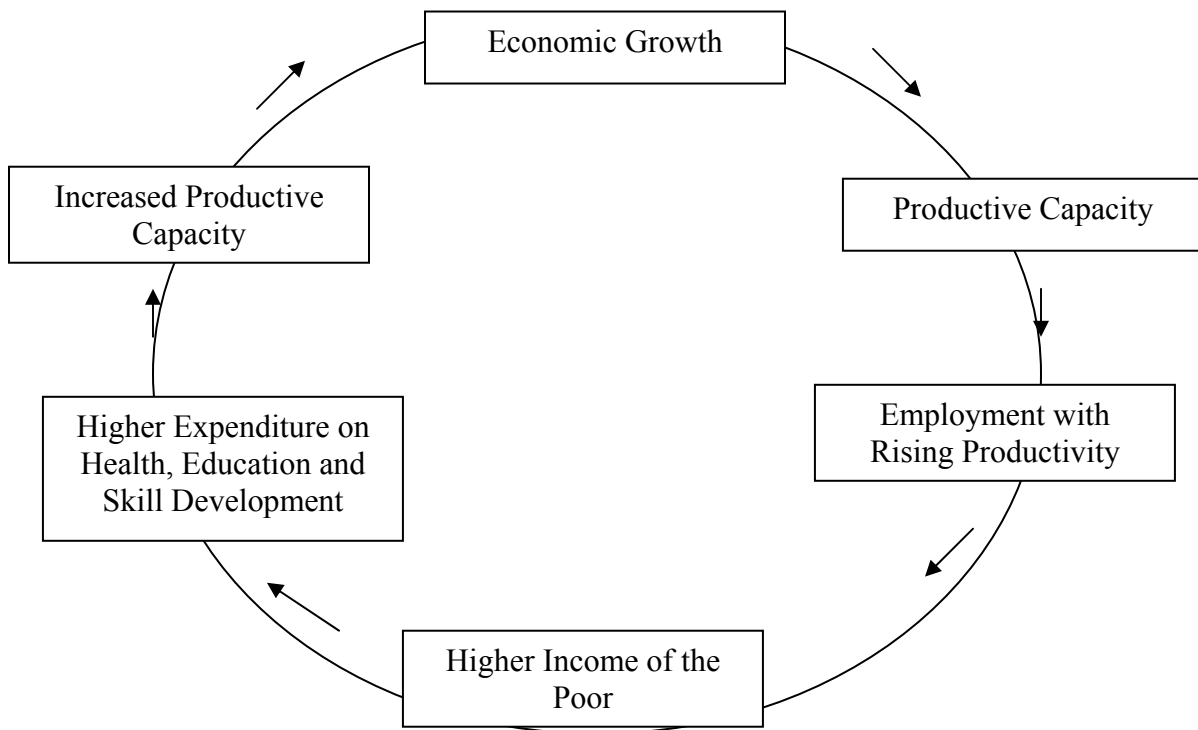 Economic Growth
Productive Capacity
Employment with
Rising Productivity
Higher Income of the
Poor
Higher Expenditure on
Health, Education and
Skill Development
Increased Productive
Capacity